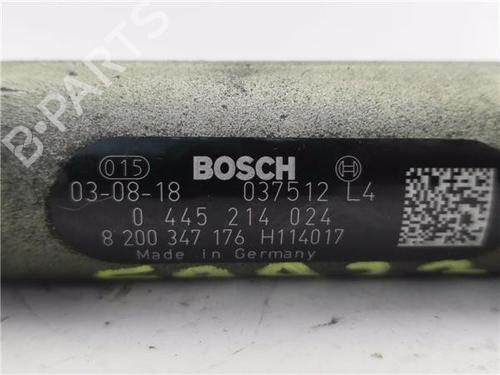 B-PARTS
015 BOSCH
03-08-18 037512 L4
0 445 214 024
8 200 347 176 H114017
Made in Germany